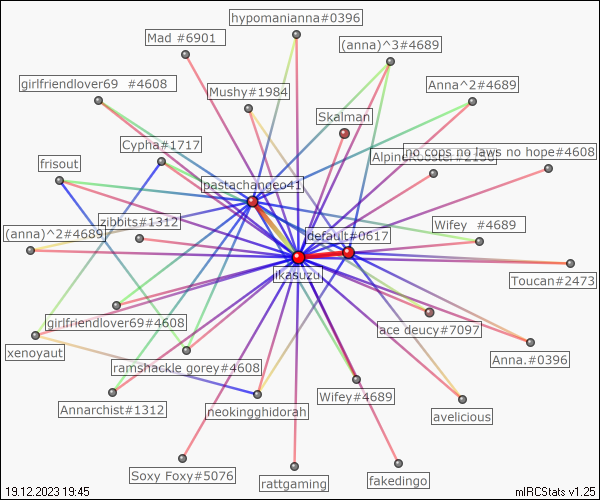 hypomanianna#0396
Mad #6901
(anna)^3#4689
girlfriendlover69 #4608
Mushy#1984
Anna^2#4689
Skalman
Cypha#1717
no cops no laws no hope#4608
frisout
pastachangeo41
(anna)^2#4689
zibbits#1312
default#0617
Wifey #4689
ikasuzu
Toucan#2473
girlfriendlover69#4608
ace deucy#7097
xenoyaut
Anna.#0396
ramshackle gorey#4608
Annarchist#1312
neokingghidorah
Wifey#4689
avelicious
Soxy Foxy#5076
rattgaming
fakedingo
19.12.2023 19:45
mIRCStats v1.25